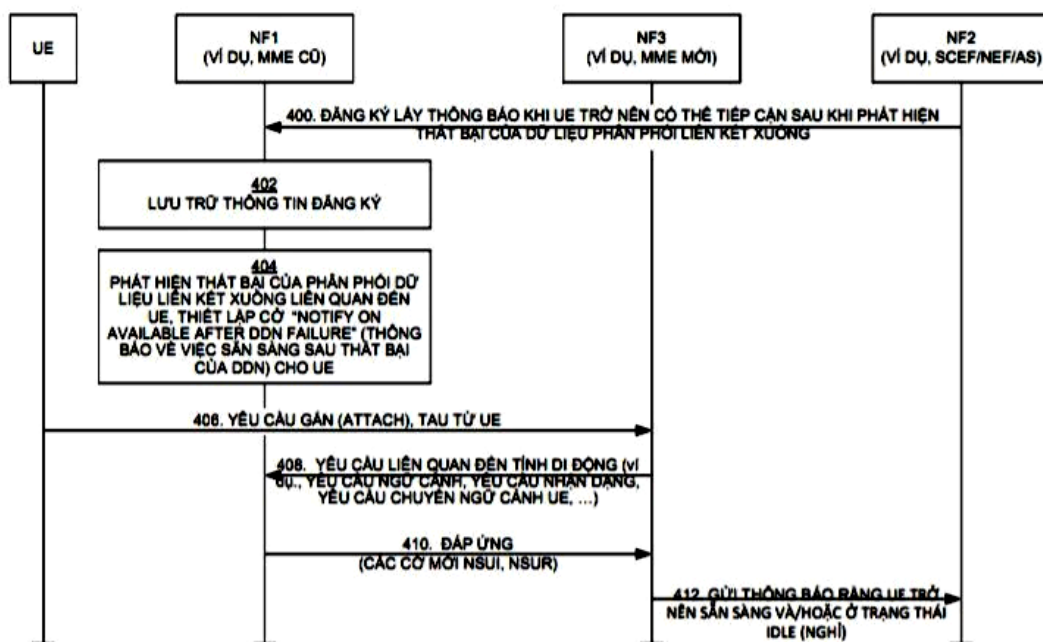 UE
NF1
(VÍ DỤ, MME CŨ)
NF3
(VÍ DỤ, MME MỚI)
NF2
(VÍ DỤ, SCEF/NEF/AS)
400. ĐĂNG KÝ LẤY THÔNG BÁO KHI UE TRỞ NÊN CÓ THỂ TIẾP CẬN SAU KHI PHÁT HIỆN
THẤT BẠI CỦA DỮ LIỆU PHÂN PHỐI LIÊN KẾT XUỐNG
402
LƯU TRỮ THÔNG TIN ĐĂNG KÝ
404
PHÁT HIỆN THẤT BẠI CỦA PHÂN PHỐI DỮ
LIỆU LIÊN KẾT XUỐNG LIÊN QUAN ĐẾN
UE, THIẾT LẬP CỜ "NOTIFY ON
AVAILABLE AFTER DDN FAILURE" (THÔNG
BÁO VỀ VIỆC SẴN SÀNG SAU THẤT BẠI
CỦA DDN) CHO UE
406. YÊU CẦU GẮN (ATTACH), TAU TỪ UE
408. YÊU CẦU LIÊN QUAN ĐẾN TÍNH DI ĐỘNG (ví
dụ., YÊU CẦU NGỮ CẢNH, YÊU CẦU NHẬN DẠNG,
YÊU CẦU CHUYỂN NGỮ CẢNH UE, ...)
410. ĐÁP ỨNG
(CÁC CỜ MỚI NSUI, NSUR)
412. GỬI THÔNG BÁO RẰNG UE TRỞ
NÊN SẴN SÀNG VÀ/HOẶC Ở TRẠNG THÁI
IDLE (NGHỈ)